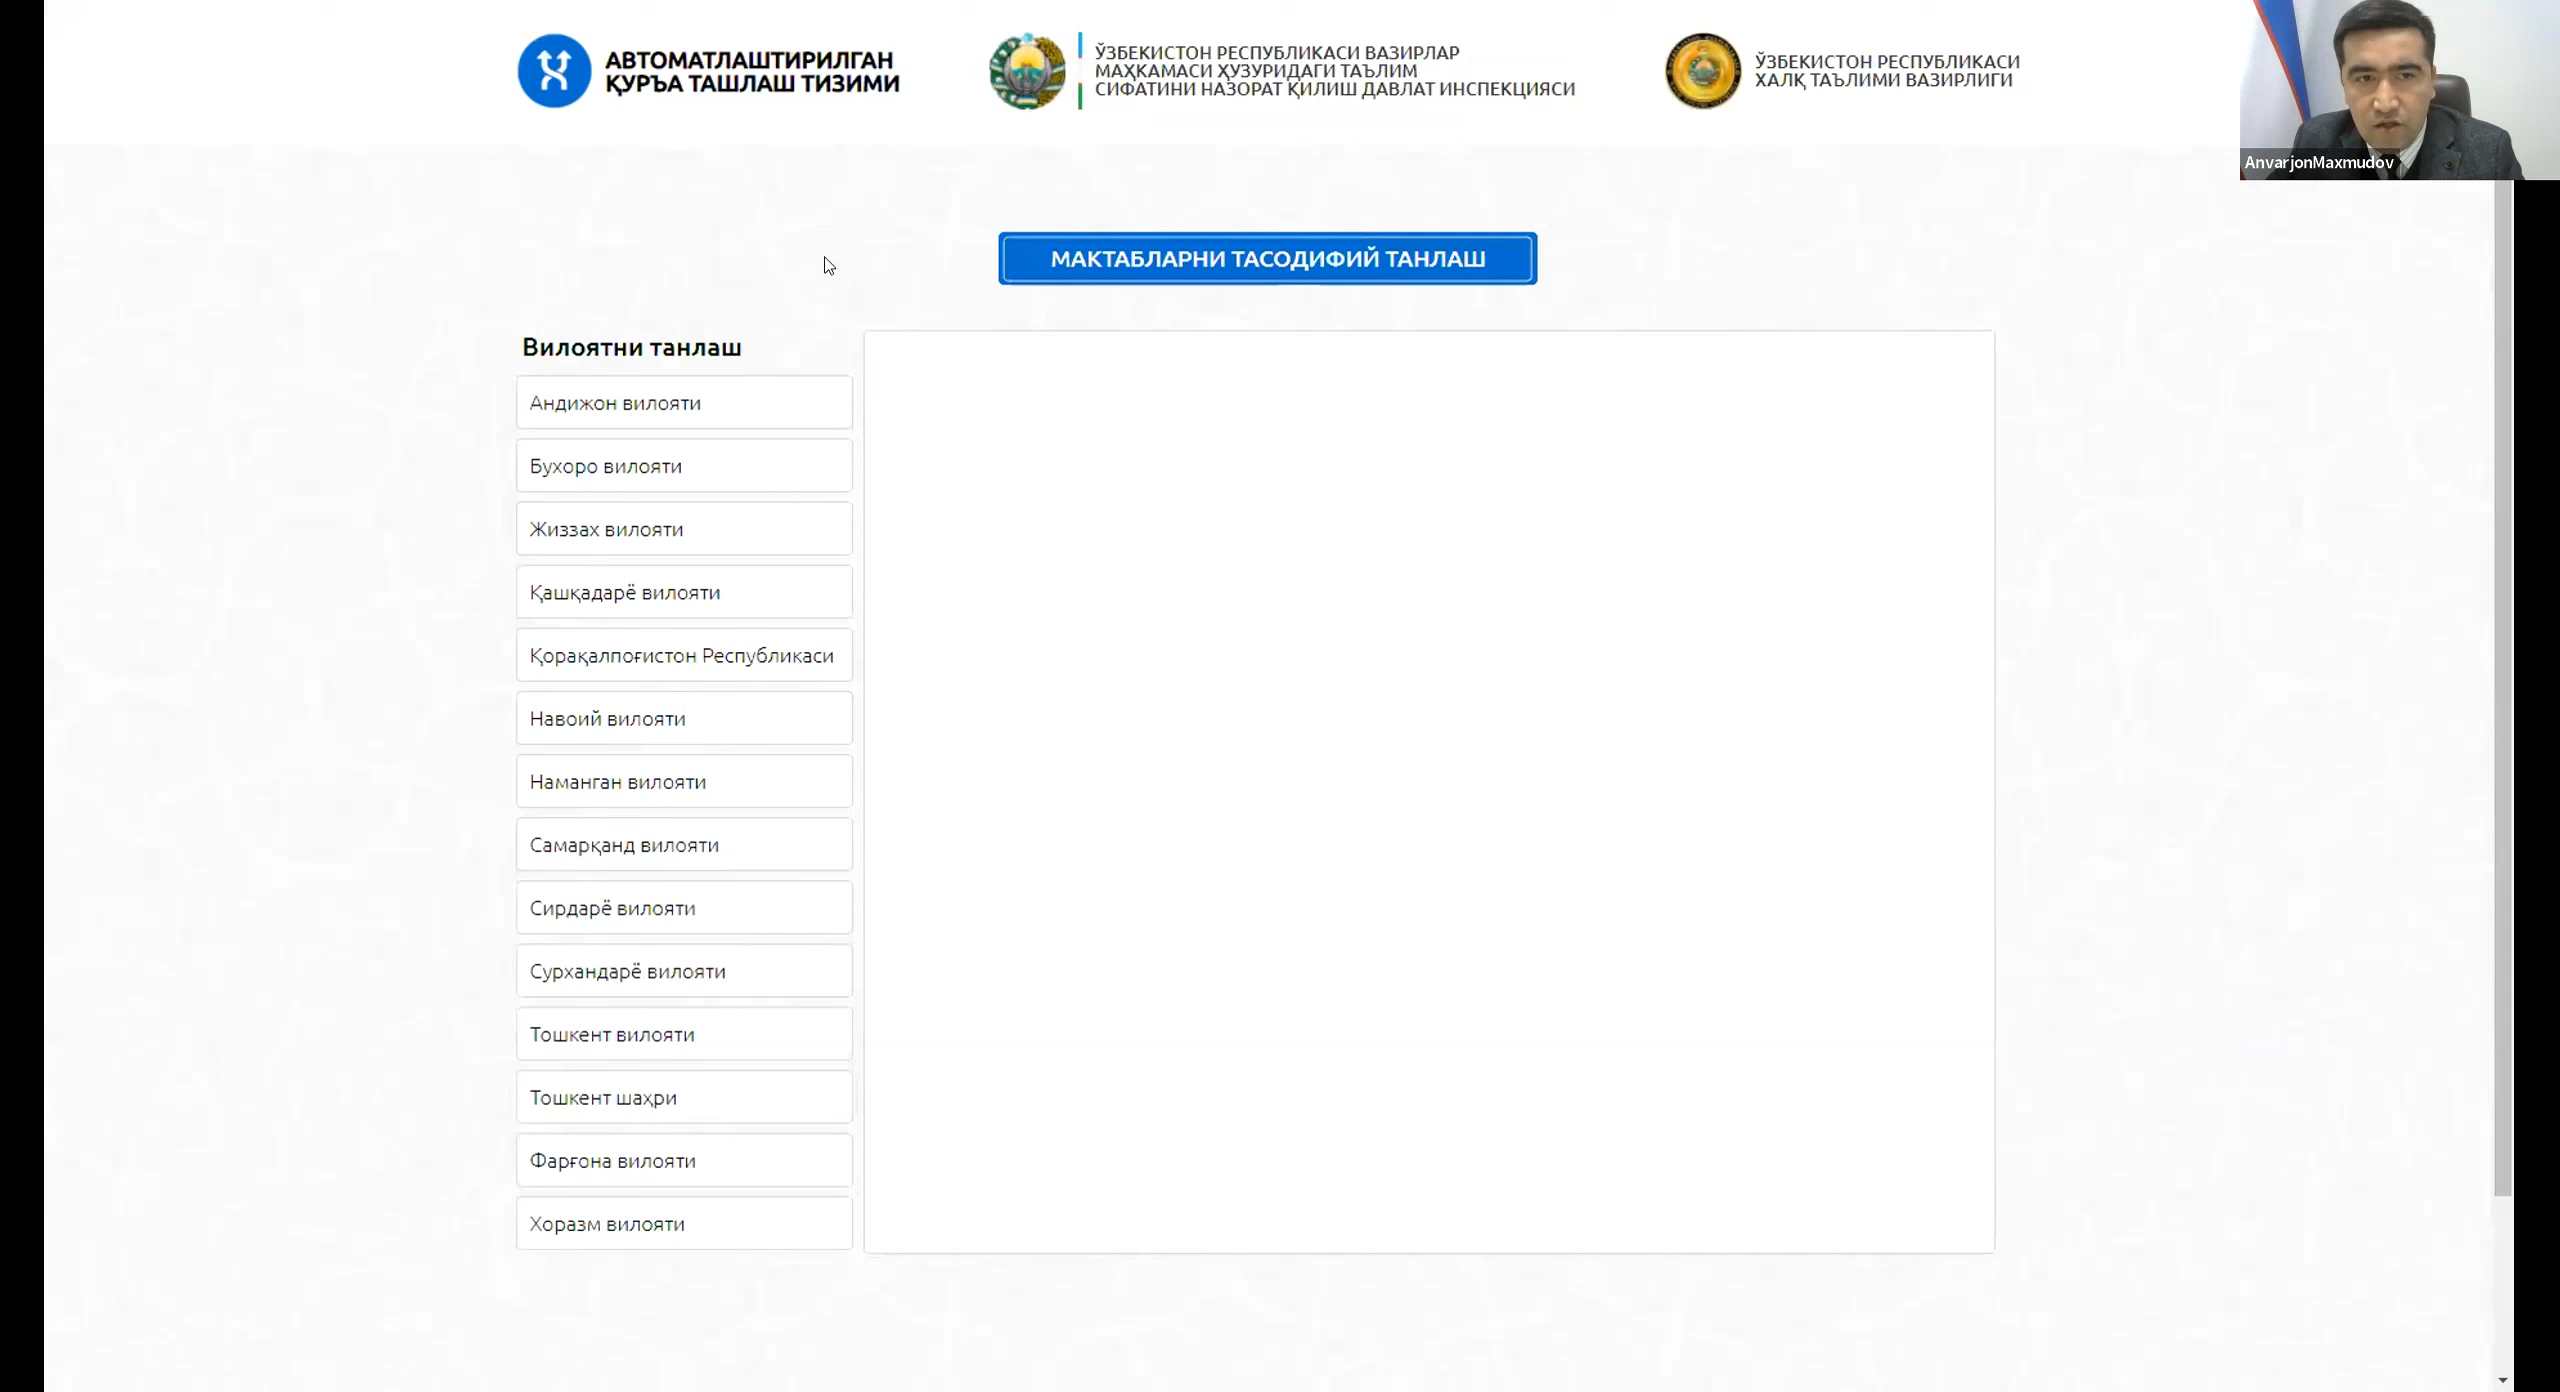 АВТОМАТЛАШТИРИЛГАН
ҚУРЪА ТАШЛАШ ТИЗИМИ
ЎЗБЕКИСТОН РЕСПУБЛИКАСИ ВАЗИРЛАР
МАҲКАМАСИ ҲУЗУРИДАГИ ТАЪЛИМ
СИФАТИНИ НАЗОРАТ ҚИЛИШ ДАВЛАТ ИНСПЕКЦИЯСИ
ЎЗБЕКИСТОН РЕСПУБЛИКАСИ
ХАЛҚ ТАЪЛИМИ ВАЗИРЛИГИ
AnvarjonMaxmudov
МАКТАБЛАРНИ ТАСОДИФИЙ ТАНЛАШ
Вилоятни танлаш
Андижон вилояти
Бухоро вилояти
Жиззах вилояти
Қашқадарё вилояти
Қорақалпоғистон Республикаси
Навоий вилояти
Наманган вилояти
Самарқанд вилояти
Сирдарё вилояти
Сурхандарё вилояти
Тошкент вилояти
Тошкент шаҳри
Фарғона вилояти
Хоразм вилояти